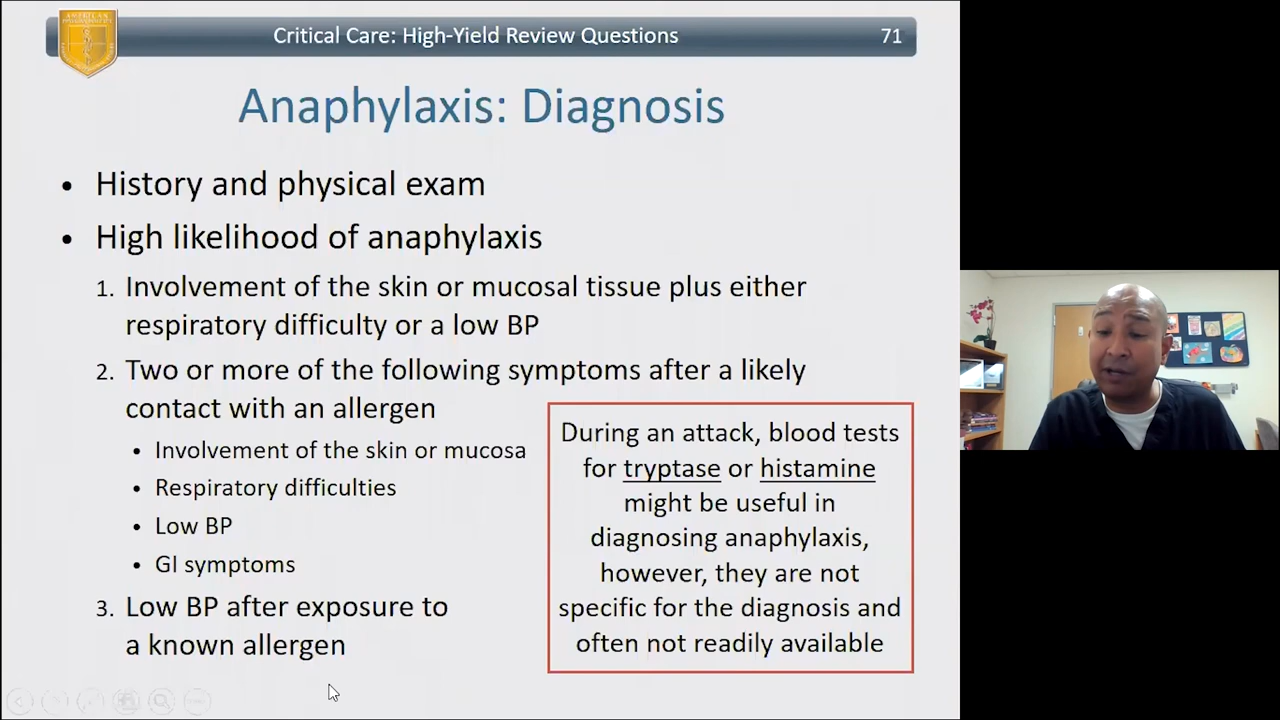 Critical Care: High-Yield Review Questions
71
Anaphylaxis: Diagnosis
• History and physical exam
• High likelihood of anaphylaxis
1. Involvement of the skin or mucosal tissue plus either
respiratory difficulty or a low BP
2. Two or more of the following symptoms after a likely
contact with an allergen
• Involvement of the skin or mucosa
• Respiratory difficulties
• Low BP
• GI symptoms
3. Low BP after exposure to
a known allergen
During an attack, blood tests
for tryptase or histamine
might be useful in
diagnosing anaphylaxis,
however, they are not
specific for the diagnosis and
often not readily available